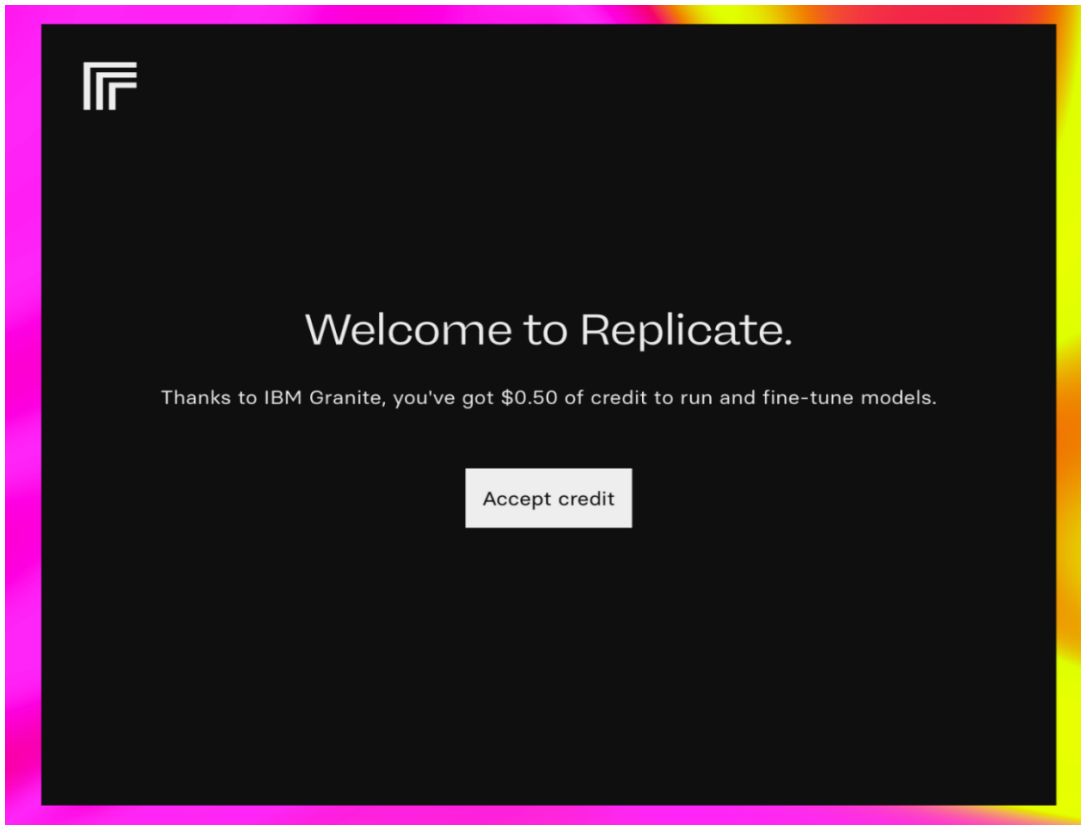 Welcome to Replicate.
Thanks to IBM Granite, you've got $0.50 of credit to run and fine-tune models.
Accept credit